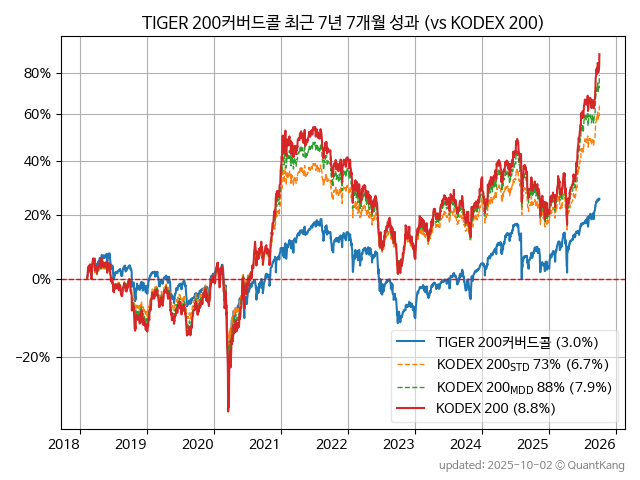 TIGER 200커버드콜 최근 7년 7개월 성과 (vs KODEX 200)
80%
60%
40%
20%
0%
−20%
TIGER 200커버드콜 (3.0%)
KODEX 200STD 73% (6.7%)
KODEX 200MDD 88% (7.9%)
KODEX 200 (8.8%)
2018 2019 2020 2021 2022 2023 2024 2025 2026
updated: 2025-10-02 © QuantKang